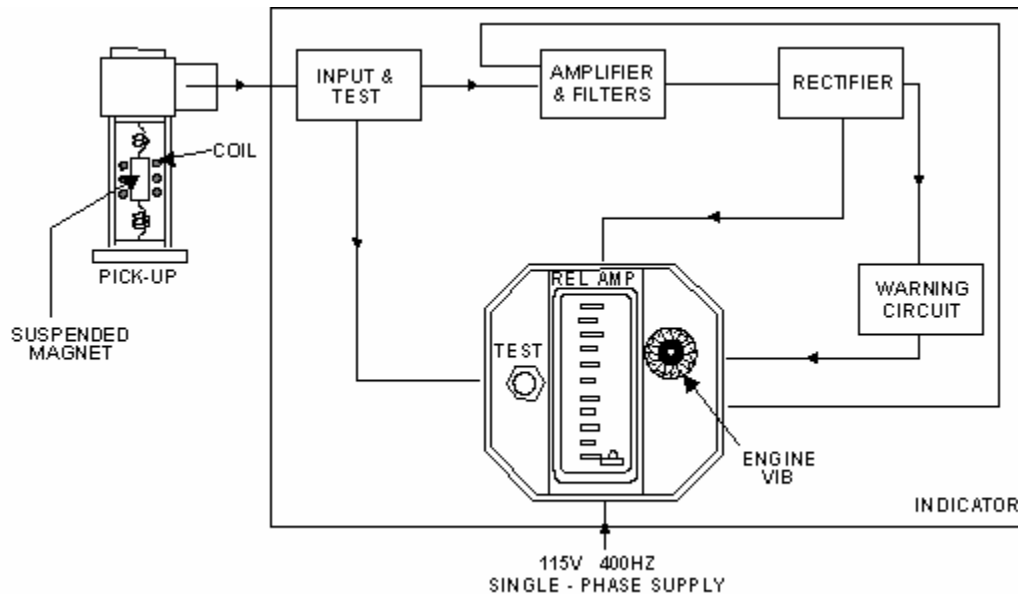 INPUT &
TEST
AMPLIFIER
& FILTERS
RECTIFIER
COIL
PICK-UP
SUSPENDED
MAGNET
REL AMP
TEST
WARNING
CIRCUIT
ENGINE
VIB
INDICATOR
115V 400HZ
SINGLE - PHASE SUPPLY